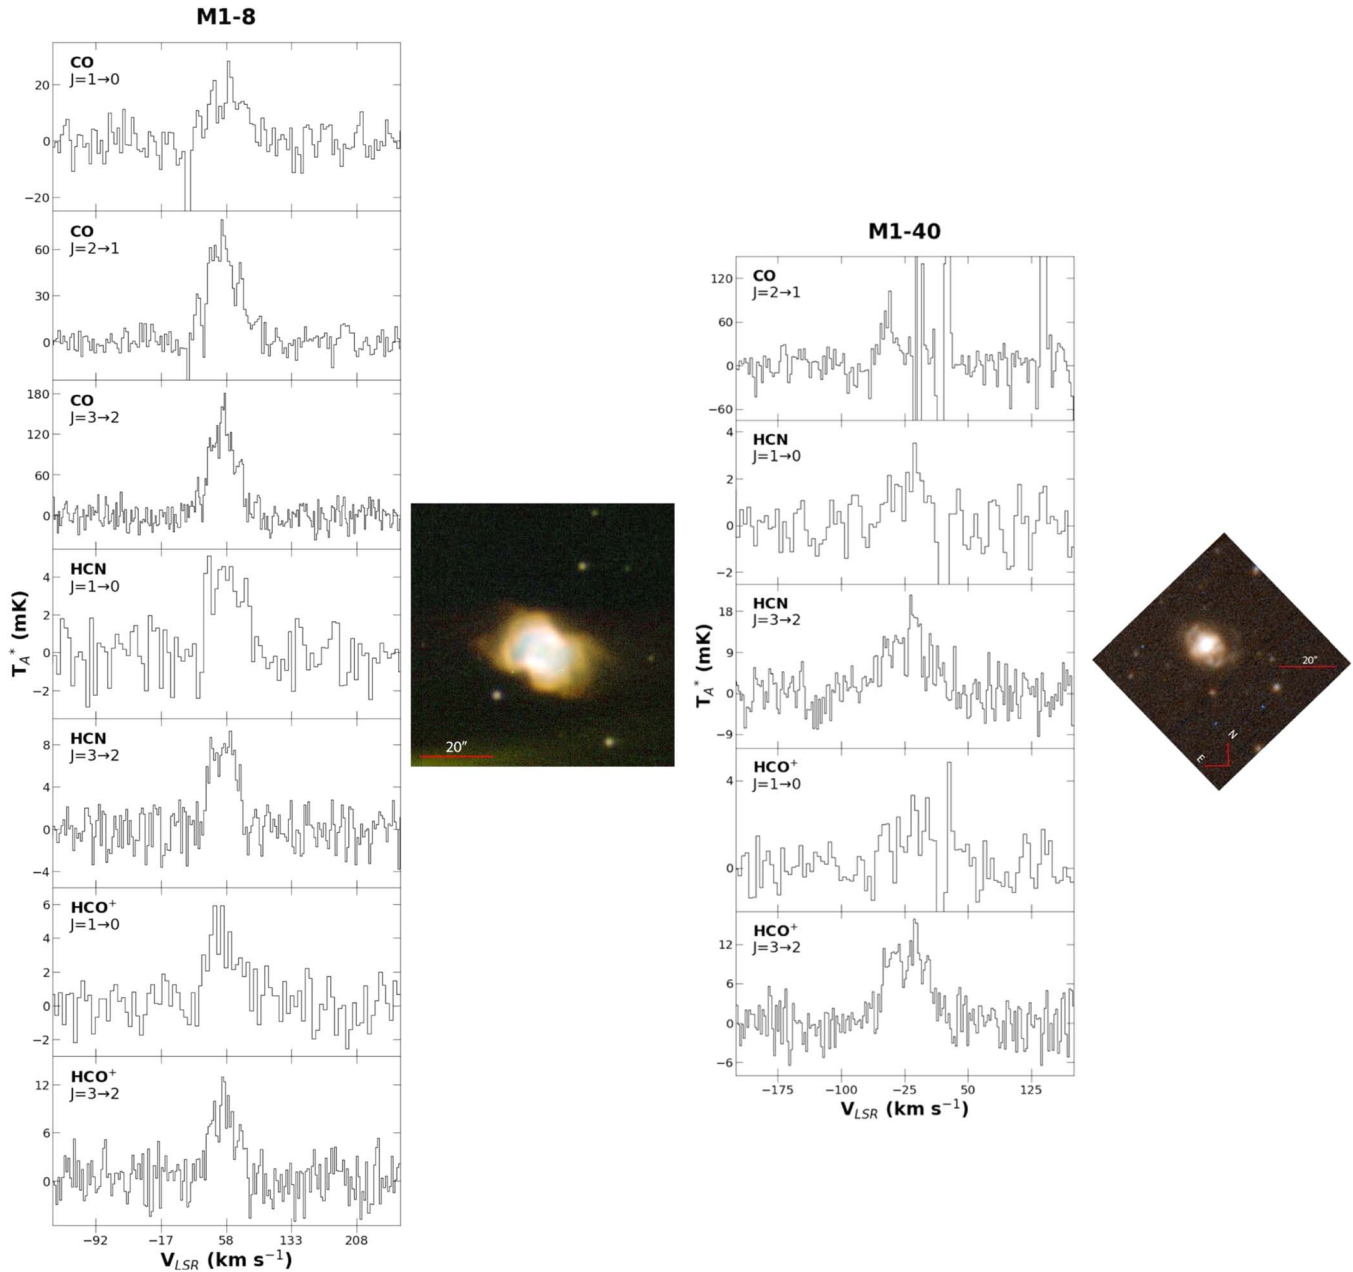 M1-8
CO
J=1→0
20
0
−20
CO
J=2→1
60
30
0
CO
J=3→2
180
120
60
0
HCN
J=1→0
4
2
0
−2
HCN
J=3→2
8
4
0
−4
HCO⁺
J=1→0
6
4
2
0
−2
HCO⁺
J=3→2
12
6
0
T_A* (mK)
−92 −17 58 133 208
V_LSR (km s⁻¹)
20″
M1-40
CO
J=2→1
120
60
0
−60
HCN
J=1→0
4
2
0
−2
HCN
J=3→2
18
9
0
−9
HCO⁺
J=1→0
4
0
HCO⁺
J=3→2
12
6
0
−6
T_A* (mK)
−175 −100 −25 50 125
V_LSR (km s⁻¹)
20″
N
E